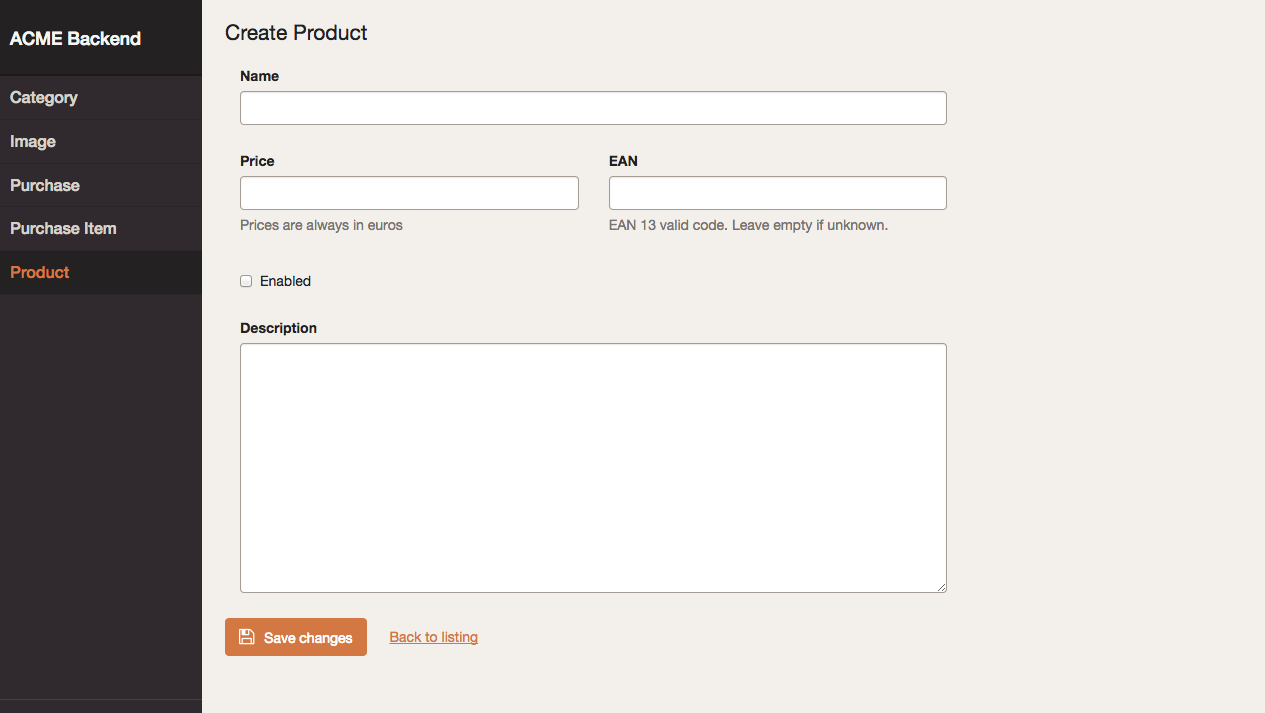 ACME Backend
Category
Image
Purchase
Purchase Item
Product
Create Product
Name
Price
EAN
Prices are always in euros
EAN 13 valid code. Leave empty if unknown.
Enabled
Description
Save changes
Back to listing